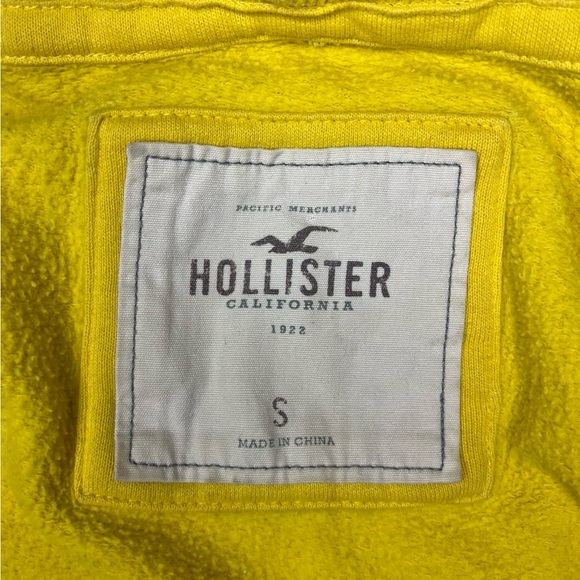 PACIFIC MERCHANTS
HOLLISTER
CALIFORNIA
1922
S
MADE IN CHINA